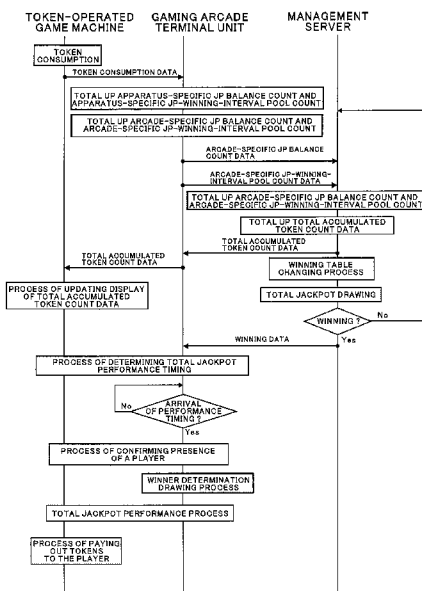 TOKEN-OPERATED
GAME MACHINE
GAMING ARCADE
TERMINAL UNIT
MANAGEMENT
SERVER
TOKEN
CONSUMPTION
TOKEN CONSUMPTION DATA
TOTAL UP APPARATUS-SPECIFIC JP BALANCE COUNT AND
APPARATUS-SPECIFIC JP-WINNING-INTERVAL POOL COUNT
TOTAL UP ARCADE-SPECIFIC JP BALANCE COUNT AND
ARCADE-SPECIFIC JP-WINNING-INTERVAL POOL COUNT
ARCADE-SPECIFIC JP BALANCE
COUNT DATA
ARCADE-SPECIFIC JP-WINNING-
INTERVAL POOL COUNT DATA
TOTAL UP ARCADE-SPECIFIC JP BALANCE COUNT AND
ARCADE-SPECIFIC JP-WINNING-INTERVAL POOL COUNT
TOTAL UP TOTAL ACCUMULATED
TOKEN COUNT DATA
TOTAL ACCUMULATED
TOKEN COUNT DATA
TOTAL ACCUMULATED
TOKEN COUNT DATA
WINNING TABLE
CHANGING PROCESS
PROCESS OF UPDATING DISPLAY
OF TOTAL ACCUMULATED
TOKEN COUNT DATA
TOTAL JACKPOT DRAWING
WINNING ?
No
Yes
WINNING DATA
PROCESS OF DETERMINING TOTAL JACKPOT
PERFORMANCE TIMING
ARRIVAL
OF PERFORMANCE
TIMING ?
No
Yes
PROCESS OF CONFIRMING PRESENCE
OF A PLAYER
WINNER DETERMINATION
DRAWING PROCESS
TOTAL JACKPOT PERFORMANCE PROCESS
PROCESS OF PAYING
OUT TOKENS
TO THE PLAYER